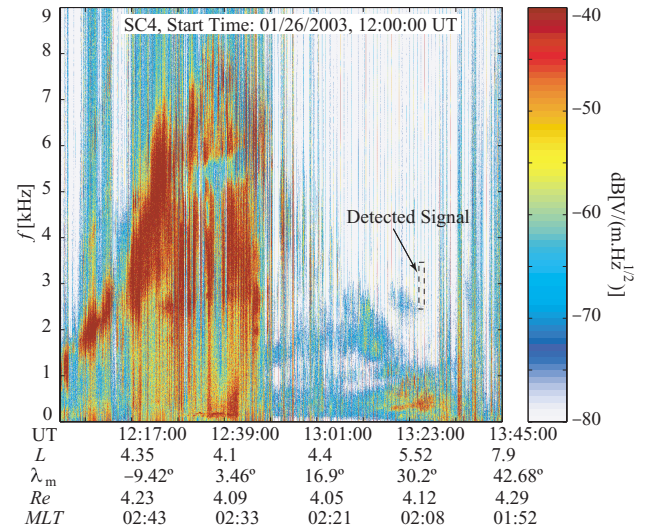 SC4, Start Time: 01/26/2003, 12:00:00 UT
9
8
7
6
5
4
3
2
1
0
f [kHz]
Detected Signal
−40
−50
−60
−70
−80
dB[V/(m.Hz^1/2)]
UT 12:17:00 12:39:00 13:01:00 13:23:00 13:45:00
L 4.35 4.1 4.4 5.52 7.9
λm −9.42º 3.46º 16.9º 30.2º 42.68º
Re 4.23 4.09 4.05 4.12 4.29
MLT 02:43 02:33 02:21 02:08 01:52